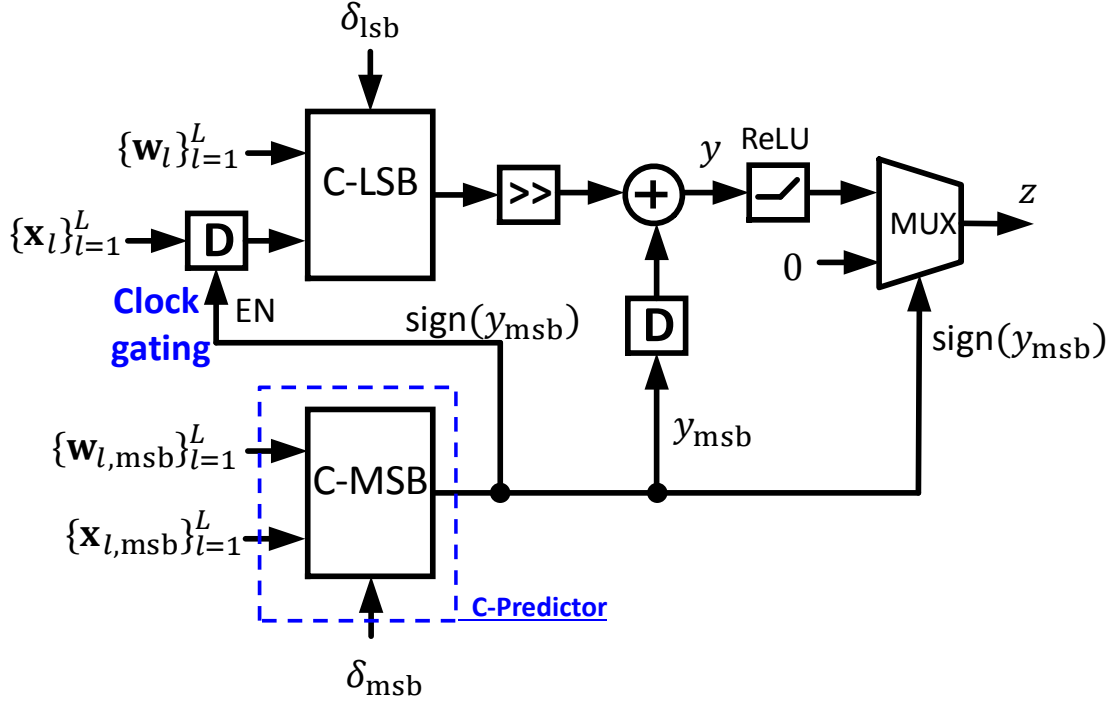 δ_lsb
{𝐰_l}_{l=1}^L
C-LSB
>>
+
y
ReLU
MUX
z
{𝐱_l}_{l=1}^L
D
0
Clock
gating
EN
sign(y_msb)
D
sign(y_msb)
{𝐰_{l,msb}}_{l=1}^L
C-MSB
y_msb
{𝐱_{l,msb}}_{l=1}^L
C-Predictor
δ_msb